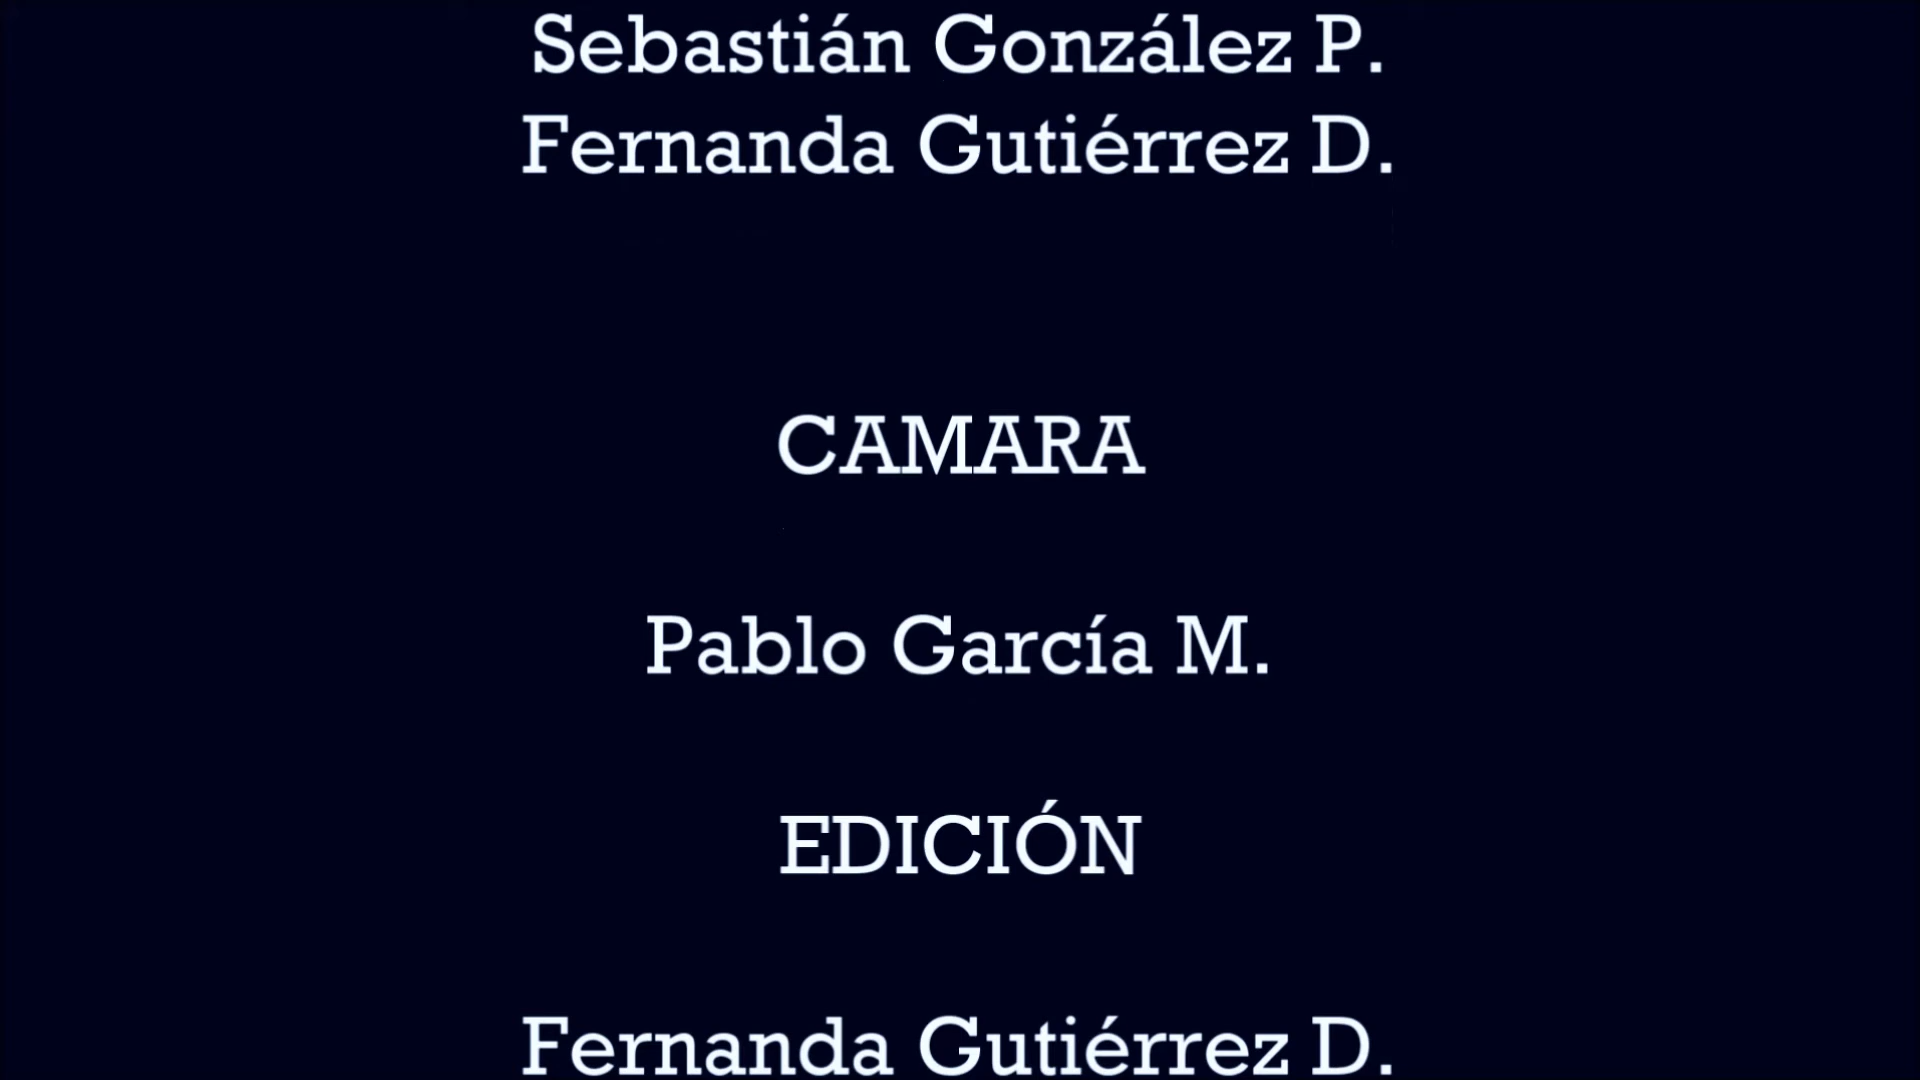 Sebastián González P.
Fernanda Gutiérrez D.
CAMARA
Pablo García M.
EDICIÓN
Fernanda Gutiérrez D.